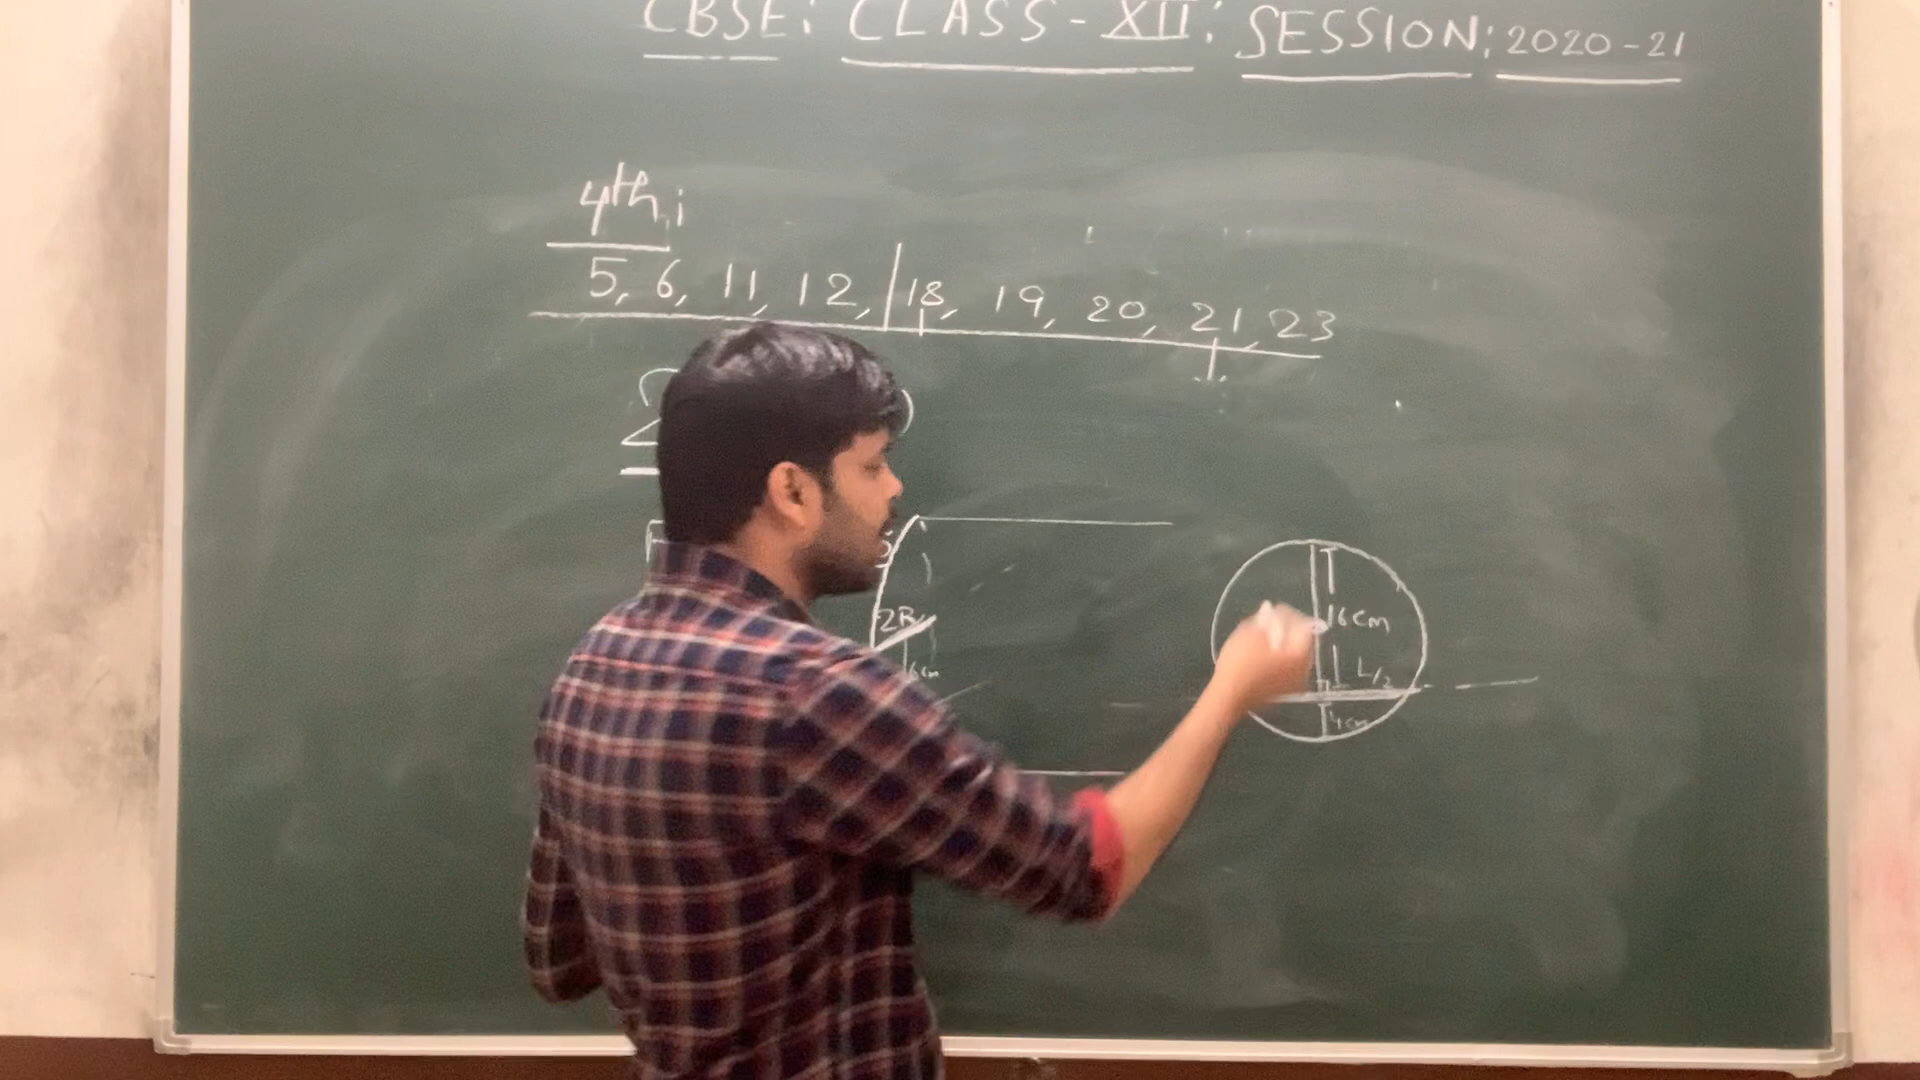 CBSE: CLASS-XII: SESSION: 2020-21
4th:
5, 6, 11, 12, 18, 19, 20, 21, 23
2R
6cm
16cm
L/2
4cm